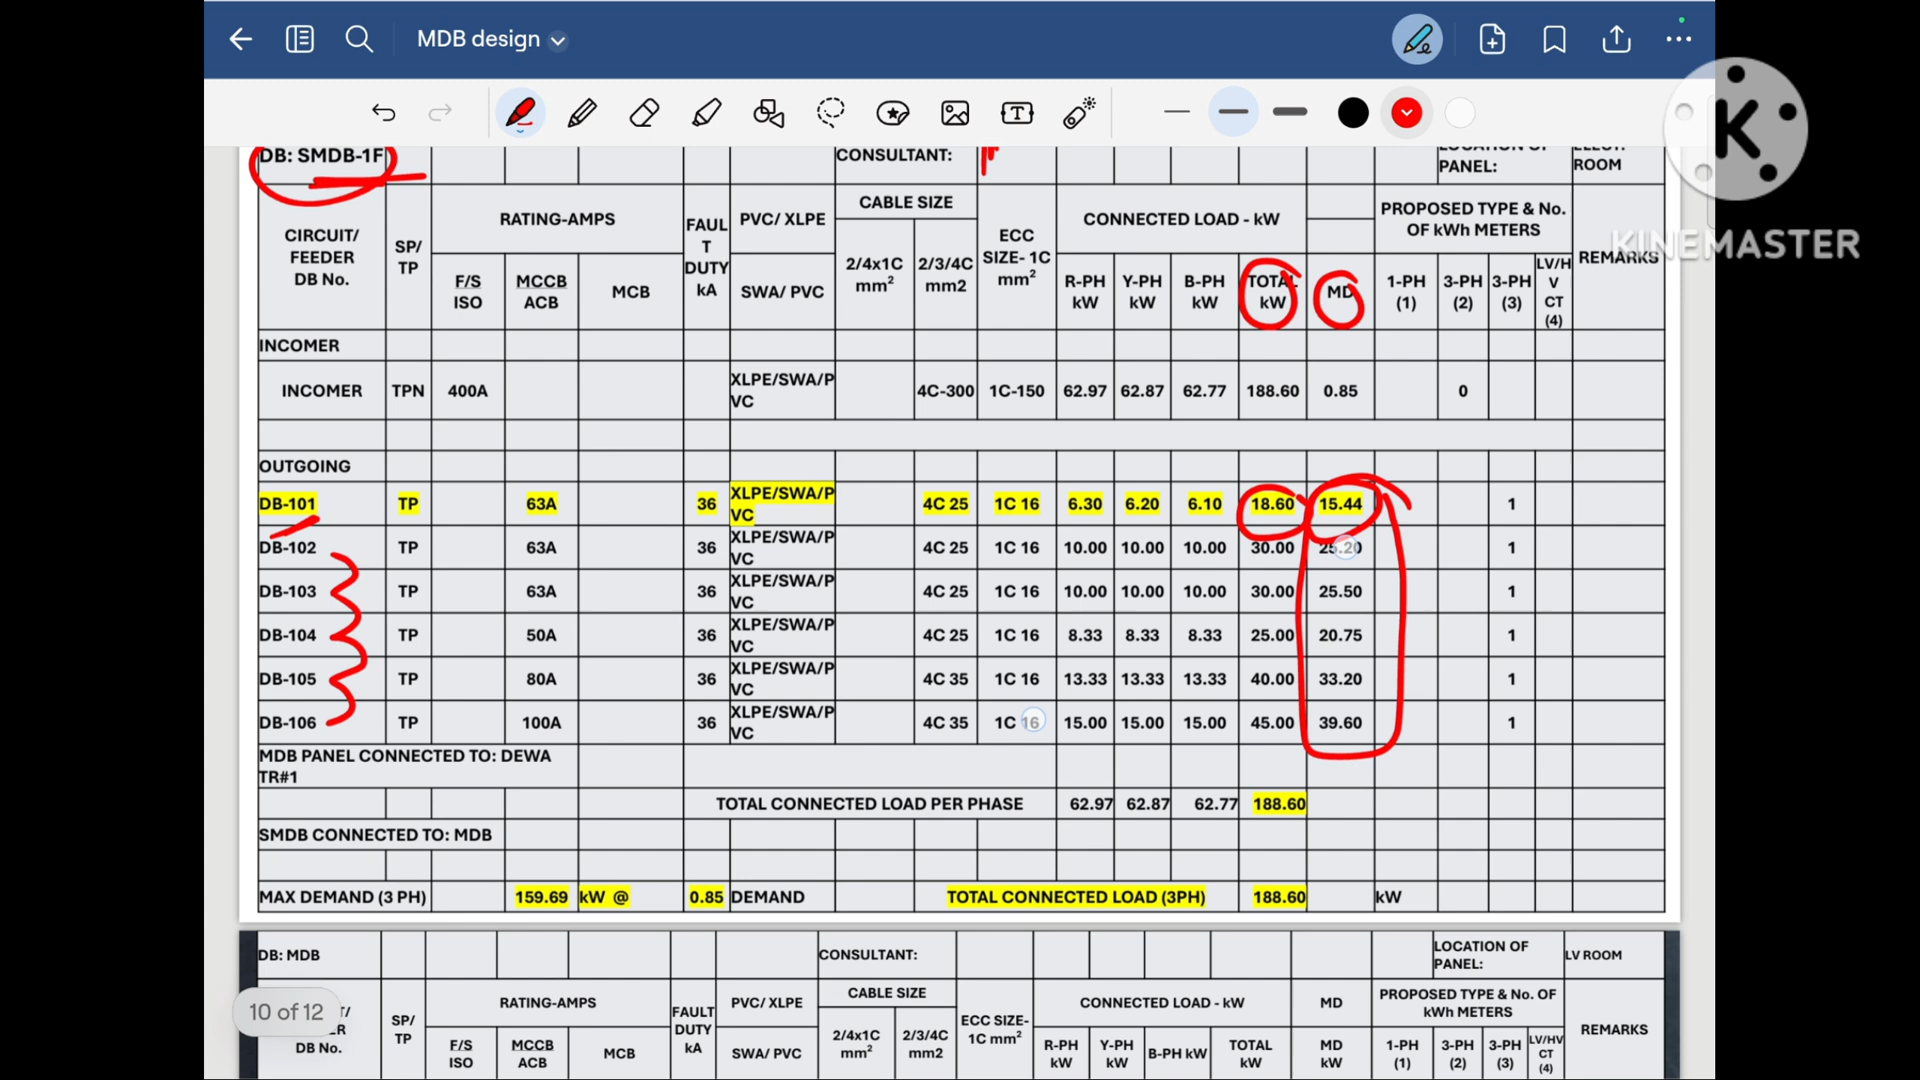 MDB design
DB: SMDB-1F
CONSULTANT:
PANEL:
ROOM
K
KINEMASTER
CIRCUIT/ FEEDER DB No.
SP/ TP
RATING-AMPS
FAULT DUTY kA
PVC/ XLPE
CABLE SIZE
ECC SIZE- 1C mm²
CONNECTED LOAD - kW
PROPOSED TYPE & No. OF kWh METERS
REMARKS
F/S ISO
MCCB ACB
MCB
SWA/ PVC
2/4x1C mm²
2/3/4C mm2
R-PH kW
Y-PH kW
B-PH kW
TOTAL kW
MD
1-PH (1)
3-PH (2)
3-PH (3)
LV/HV CT (4)
INCOMER
INCOMER TPN 400A XLPE/SWA/PVC 4C-300 1C-150 62.97 62.87 62.77 188.60 0.85 0
OUTGOING
DB-101 TP 63A 36 XLPE/SWA/PVC 4C 25 1C 16 6.30 6.20 6.10 18.60 15.44 1
DB-102 TP 63A 36 XLPE/SWA/PVC 4C 25 1C 16 10.00 10.00 10.00 30.00 25.20 1
DB-103 TP 63A 36 XLPE/SWA/PVC 4C 25 1C 16 10.00 10.00 10.00 30.00 25.50 1
DB-104 TP 50A 36 XLPE/SWA/PVC 4C 25 1C 16 8.33 8.33 8.33 25.00 20.75 1
DB-105 TP 80A 36 XLPE/SWA/PVC 4C 35 1C 16 13.33 13.33 13.33 40.00 33.20 1
DB-106 TP 100A 36 XLPE/SWA/PVC 4C 35 1C 16 15.00 15.00 15.00 45.00 39.60 1
MDB PANEL CONNECTED TO: DEWA TR#1
TOTAL CONNECTED LOAD PER PHASE 62.97 62.87 62.77 188.60
SMDB CONNECTED TO: MDB
MAX DEMAND (3 PH) 159.69 kW @ 0.85 DEMAND TOTAL CONNECTED LOAD (3PH) 188.60 kW
DB: MDB
CONSULTANT:
LOCATION OF PANEL:
LV ROOM
10 of 12
DB No.
SP/ TP
RATING-AMPS
FAULT DUTY kA
PVC/ XLPE
CABLE SIZE
ECC SIZE- 1C mm²
CONNECTED LOAD - kW
MD
PROPOSED TYPE & No. OF kWh METERS
REMARKS
F/S ISO
MCCB ACB
MCB
SWA/ PVC
2/4x1C mm²
2/3/4C mm2
R-PH kW
Y-PH kW
B-PH kW
TOTAL kW
MD kW
1-PH (1)
3-PH (2)
3-PH (3)
LV/HV CT (4)